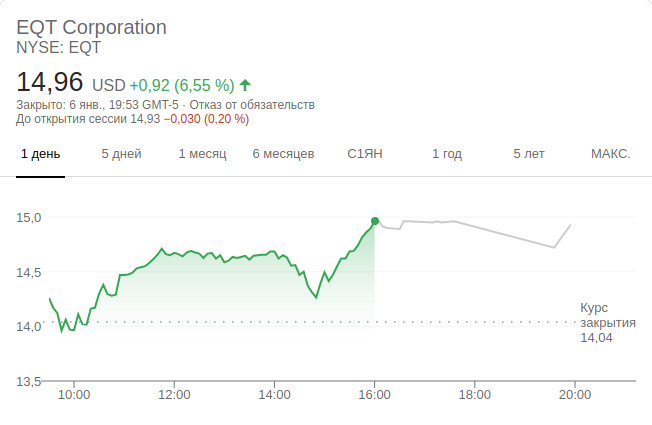 EQT Corporation
NYSE: EQT
14,96 USD +0,92 (6,55 %)
Закрыто: 6 янв., 19:53 GMT-5 · Отказ от обязательств
До открытия сессии 14,93 −0,030 (0,20 %)
1 день 5 дней 1 месяц 6 месяцев С1ЯН 1 год 5 лет МАКС.
15,0
14,5
14,0
13,5
Курс
закрытия
14,04
10:00 12:00 14:00 16:00 18:00 20:00